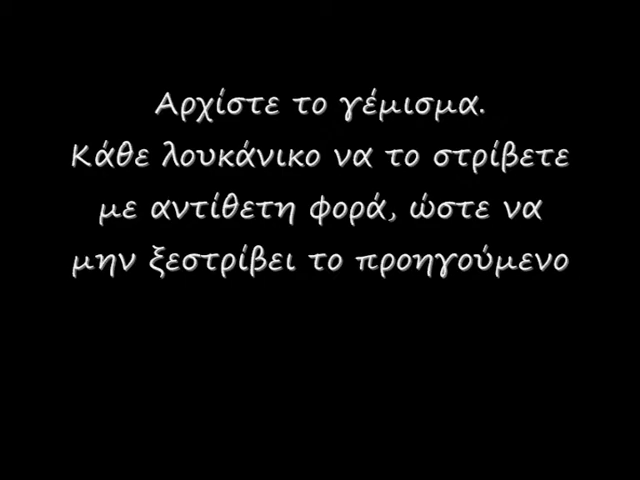 Αρχίστε το γέμισμα.
Κάθε λουκάνικο να το στρίβετε
με αντίθετη φορά, ώστε να
μην ξεστρίβει το προηγούμενο